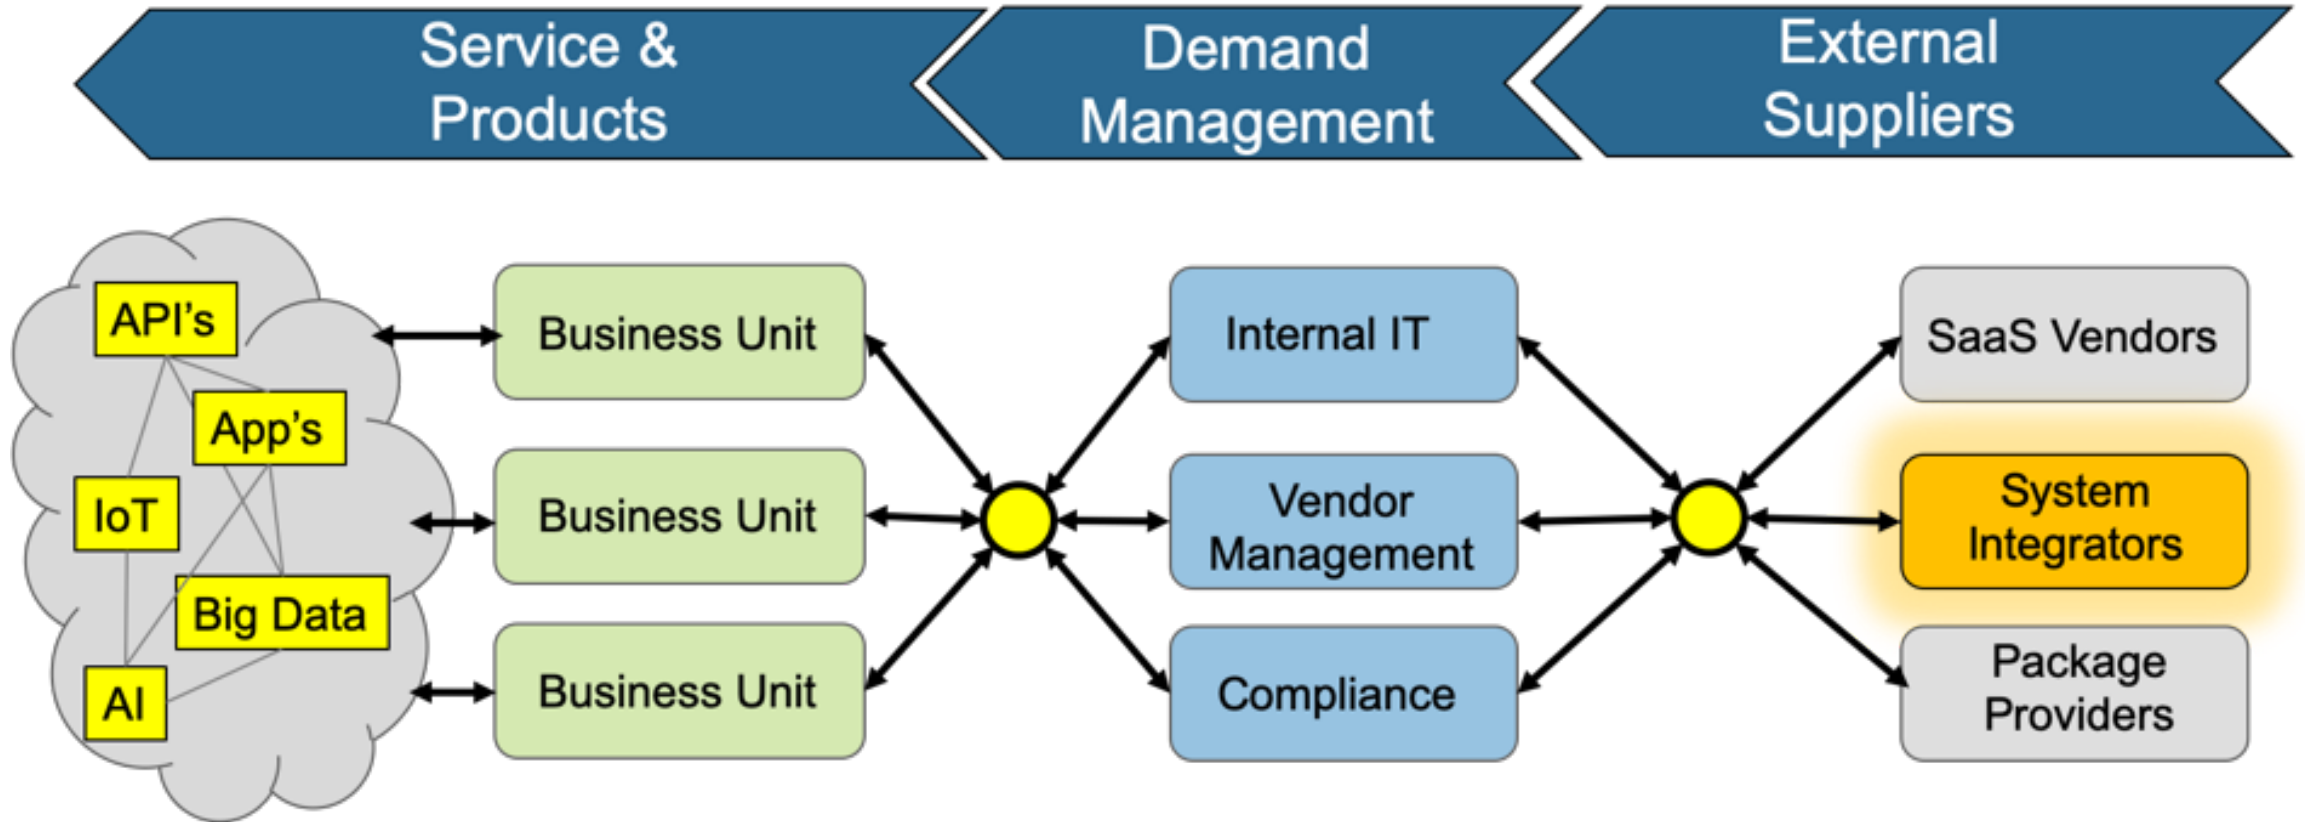 Service &
Products
Demand
Management
External
Suppliers
API's
App's
IoT
Big Data
AI
Business Unit
Business Unit
Business Unit
Internal IT
Vendor
Management
Compliance
SaaS Vendors
System
Integrators
Package
Providers